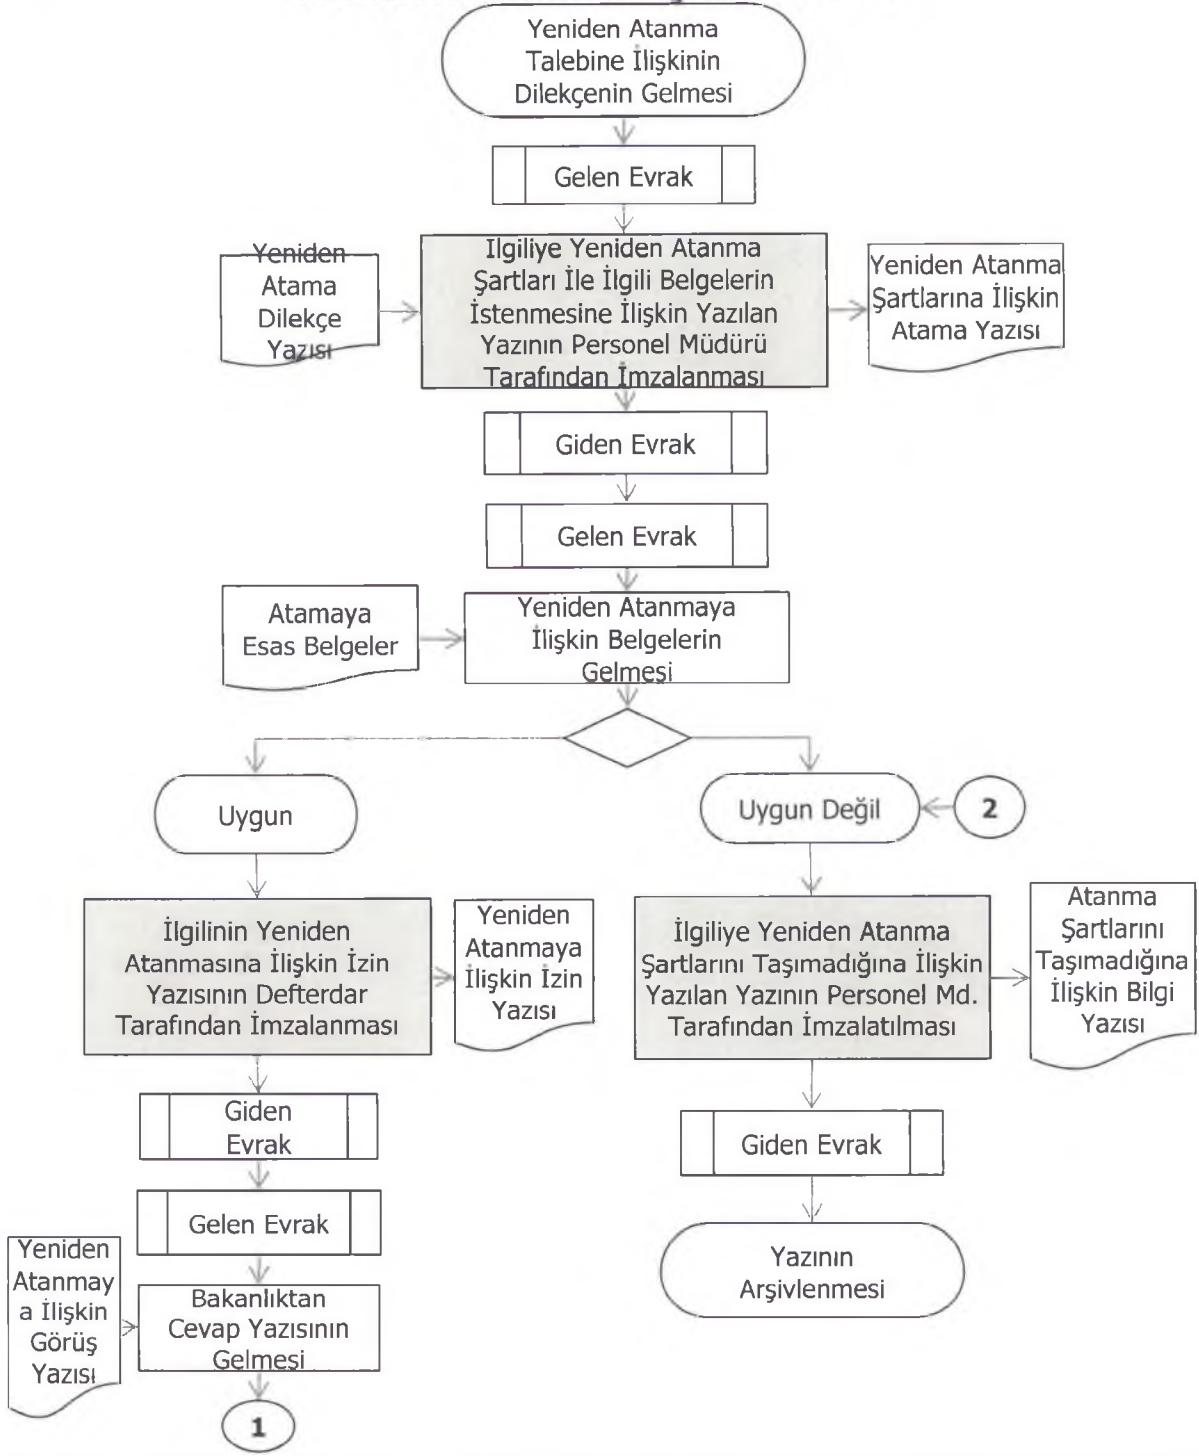 Yeniden Atanma
Talebine İlişkinin
Dilekçenin Gelmesi
Gelen Evrak
Yeniden
Atama
Dilekçe
Yazısı
İlgiliye Yeniden Atanma
Şartları İle İlgili Belgelerin
İstenmesine İlişkin Yazılan
Yazının Personel Müdürü
Tarafından İmzalanması
Yeniden Atanma
Şartlarına İlişkin
Atama Yazısı
Giden Evrak
Gelen Evrak
Atamaya
Esas Belgeler
Yeniden Atanmaya
İlişkin Belgelerin
Gelmesi
Uygun
Uygun Değil
2
İlgilinin Yeniden
Atanmasına İlişkin İzin
Yazısının Defterdar
Tarafından İmzalanması
Yeniden
Atanmaya
İlişkin İzin
Yazısı
İlgiliye Yeniden Atanma
Şartlarını Taşımadığına İlişkin
Yazılan Yazının Personel Md.
Tarafından İmzalatılması
Atanma
Şartlarını
Taşımadığına
İlişkin Bilgi
Yazısı
Giden
Evrak
Giden Evrak
Gelen Evrak
Yazının
Arşivlenmesi
Yeniden
Atanmay
a İlişkin
Görüş
Yazısı
Bakanlıktan
Cevap Yazısının
Gelmesi
1